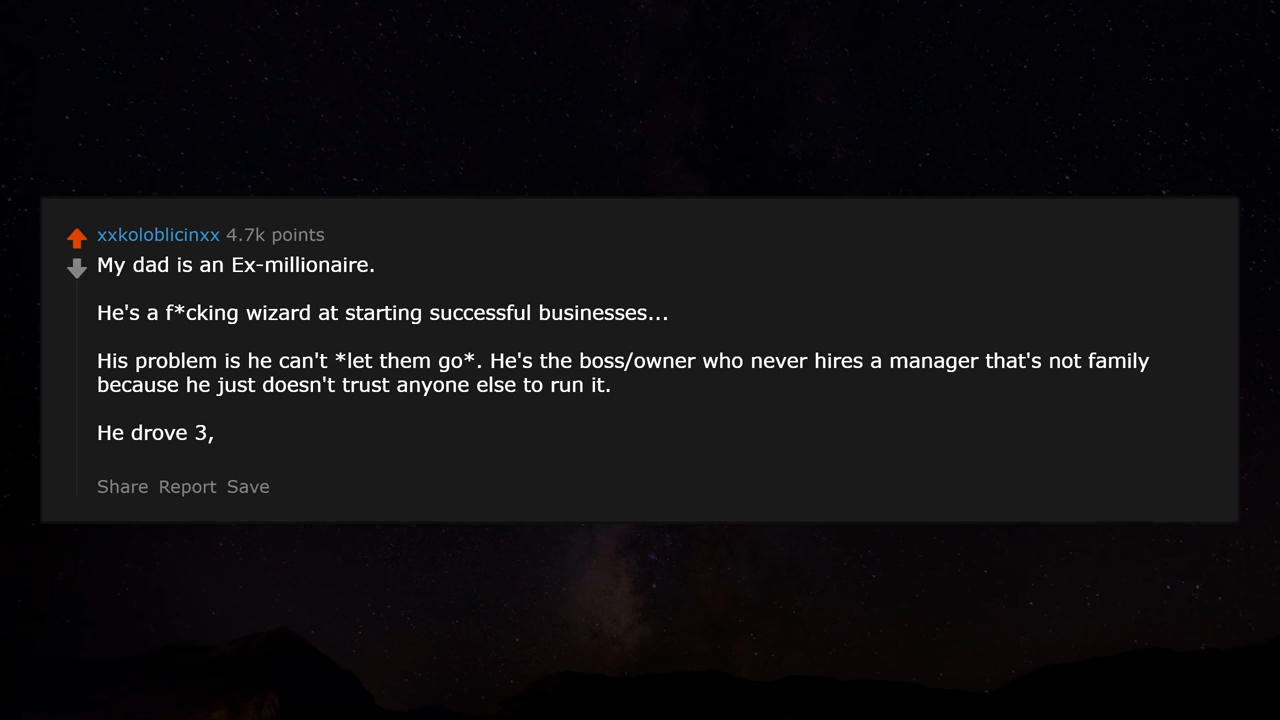 xxkoloblicinxx 4.7k points
My dad is an Ex-millionaire.
He's a f*cking wizard at starting successful businesses...
His problem is he can't *let them go*. He's the boss/owner who never hires a manager that's not family
because he just doesn't trust anyone else to run it.
He drove 3,
Share Report Save